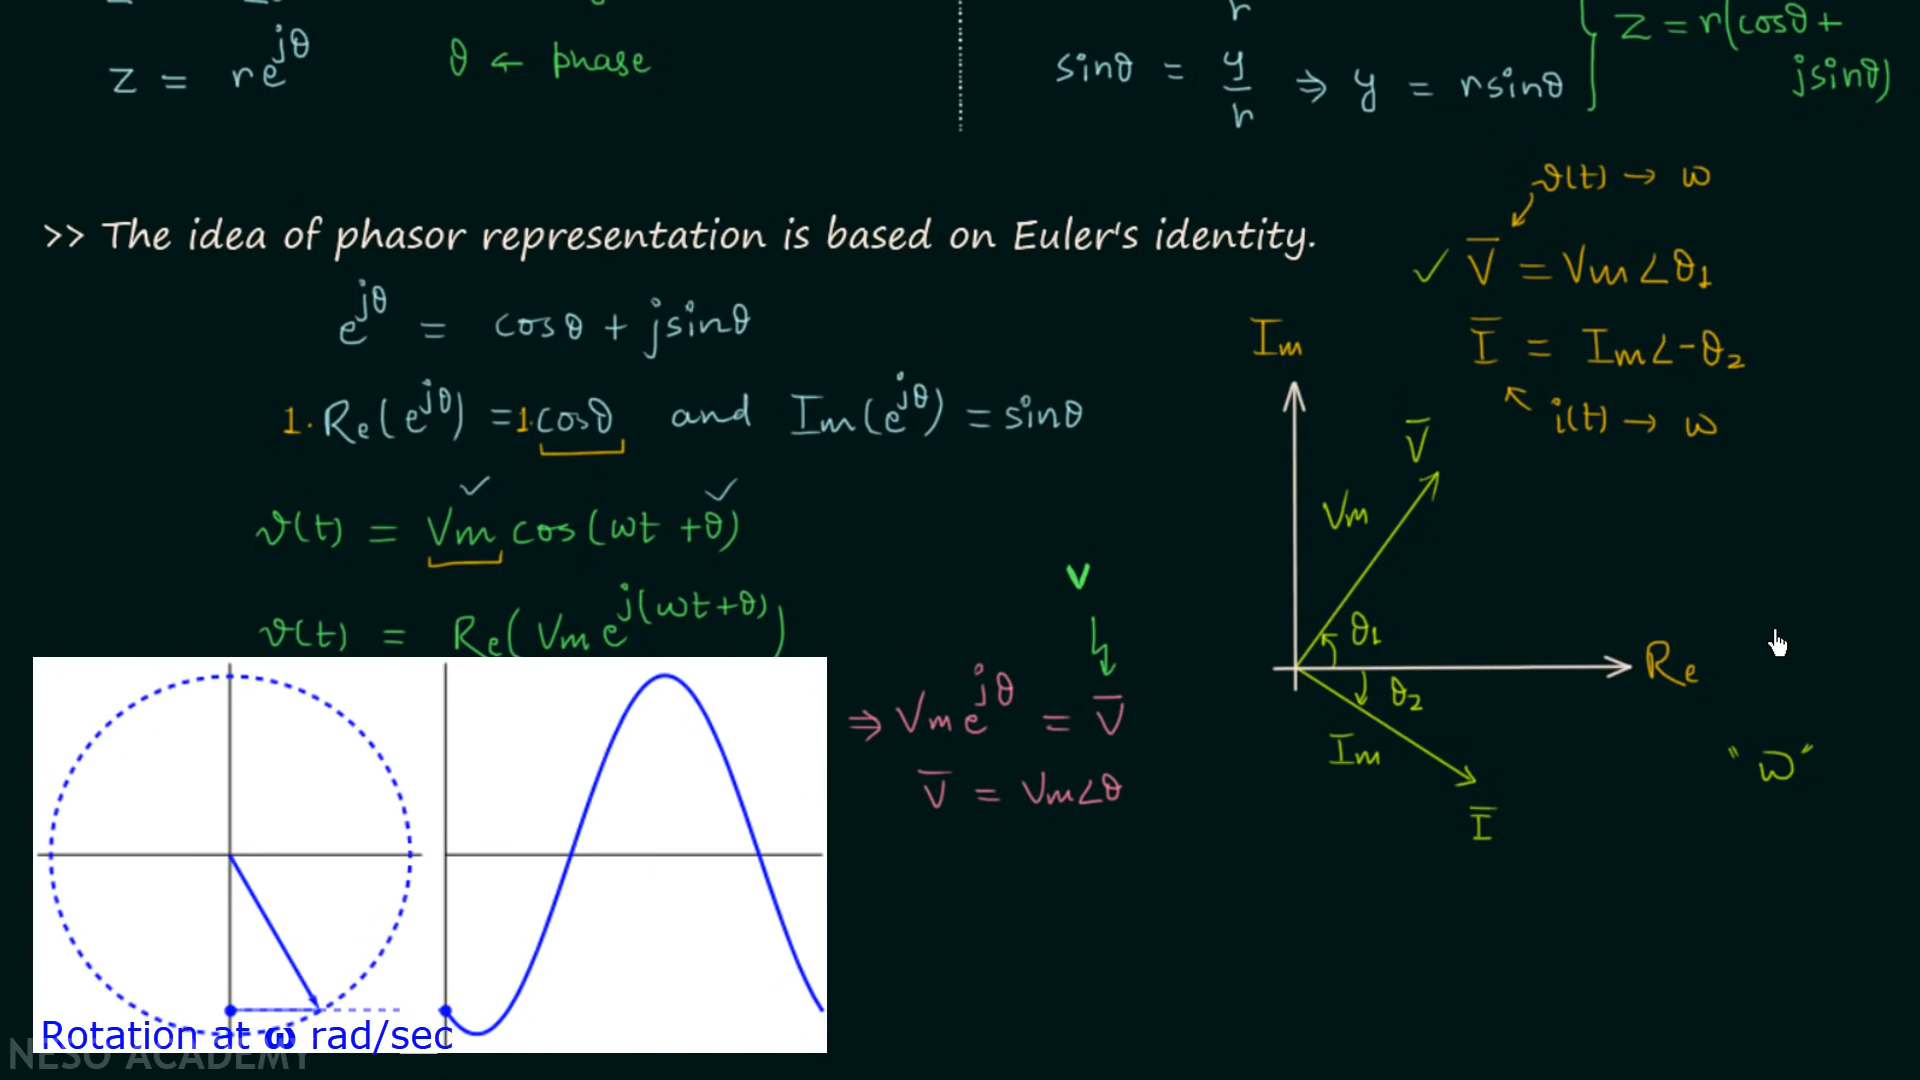 z = re^jθ
θ ← phase
r
sinθ = y/r ⇒ y = rsinθ
z = r(cosθ +
jsinθ)
>> The idea of phasor representation is based on Euler's identity.
e^jθ = cosθ + jsinθ
1. Re(e^jθ) = 1.cosθ and Im(e^jθ) = sinθ
v(t) = Vm cos(ωt + θ)
v(t) = Re(Vm e^j(ωt+θ))
V
⇒ Vm e^jθ = V̅
V̅ = Vm∠θ
v(t) → ω
✓ V̅ = Vm∠θ1
I̅ = Im∠-θ2
i(t) → ω
Im
V̅
Vm
θ1
Re
θ2
Im
I̅
"ω"
Rotation at ω rad/sec
NESO ACADEMY